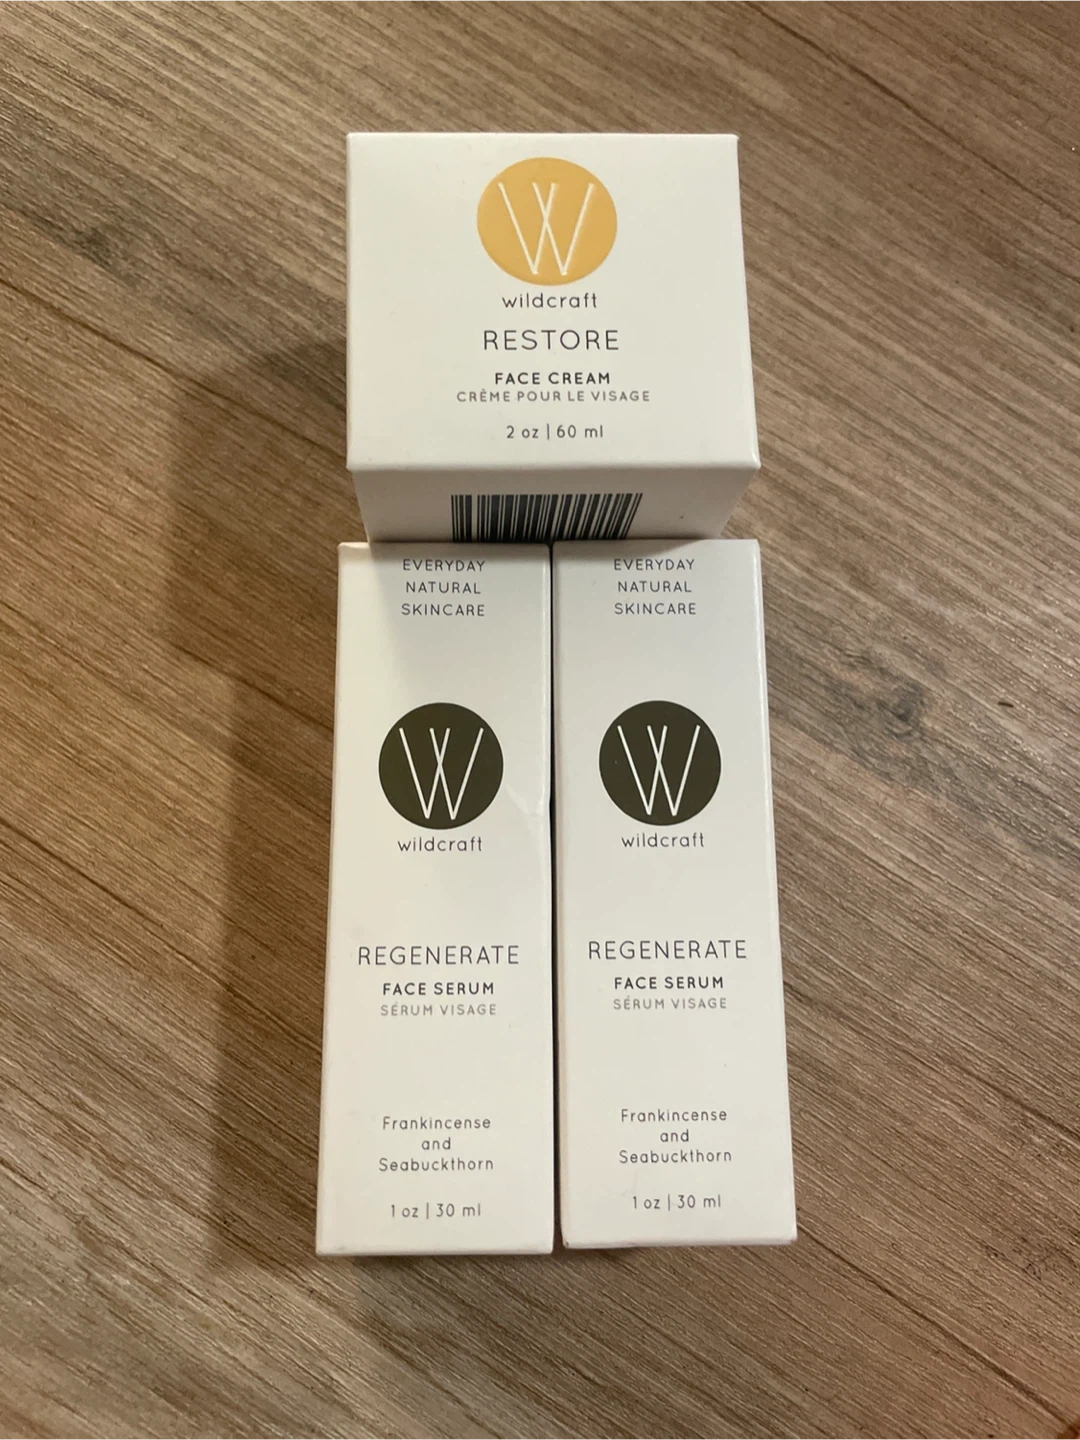 W
wildcraft
RESTORE
FACE CREAM
CRÈME POUR LE VISAGE
2 oz | 60 ml
EVERYDAY
NATURAL
SKINCARE
W
wildcraft
REGENERATE
FACE SERUM
SÉRUM VISAGE
Frankincense
and
Seabuckthorn
1 oz | 30 ml
EVERYDAY
NATURAL
SKINCARE
W
wildcraft
REGENERATE
FACE SERUM
SÉRUM VISAGE
Frankincense
and
Seabuckthorn
1 oz | 30 ml